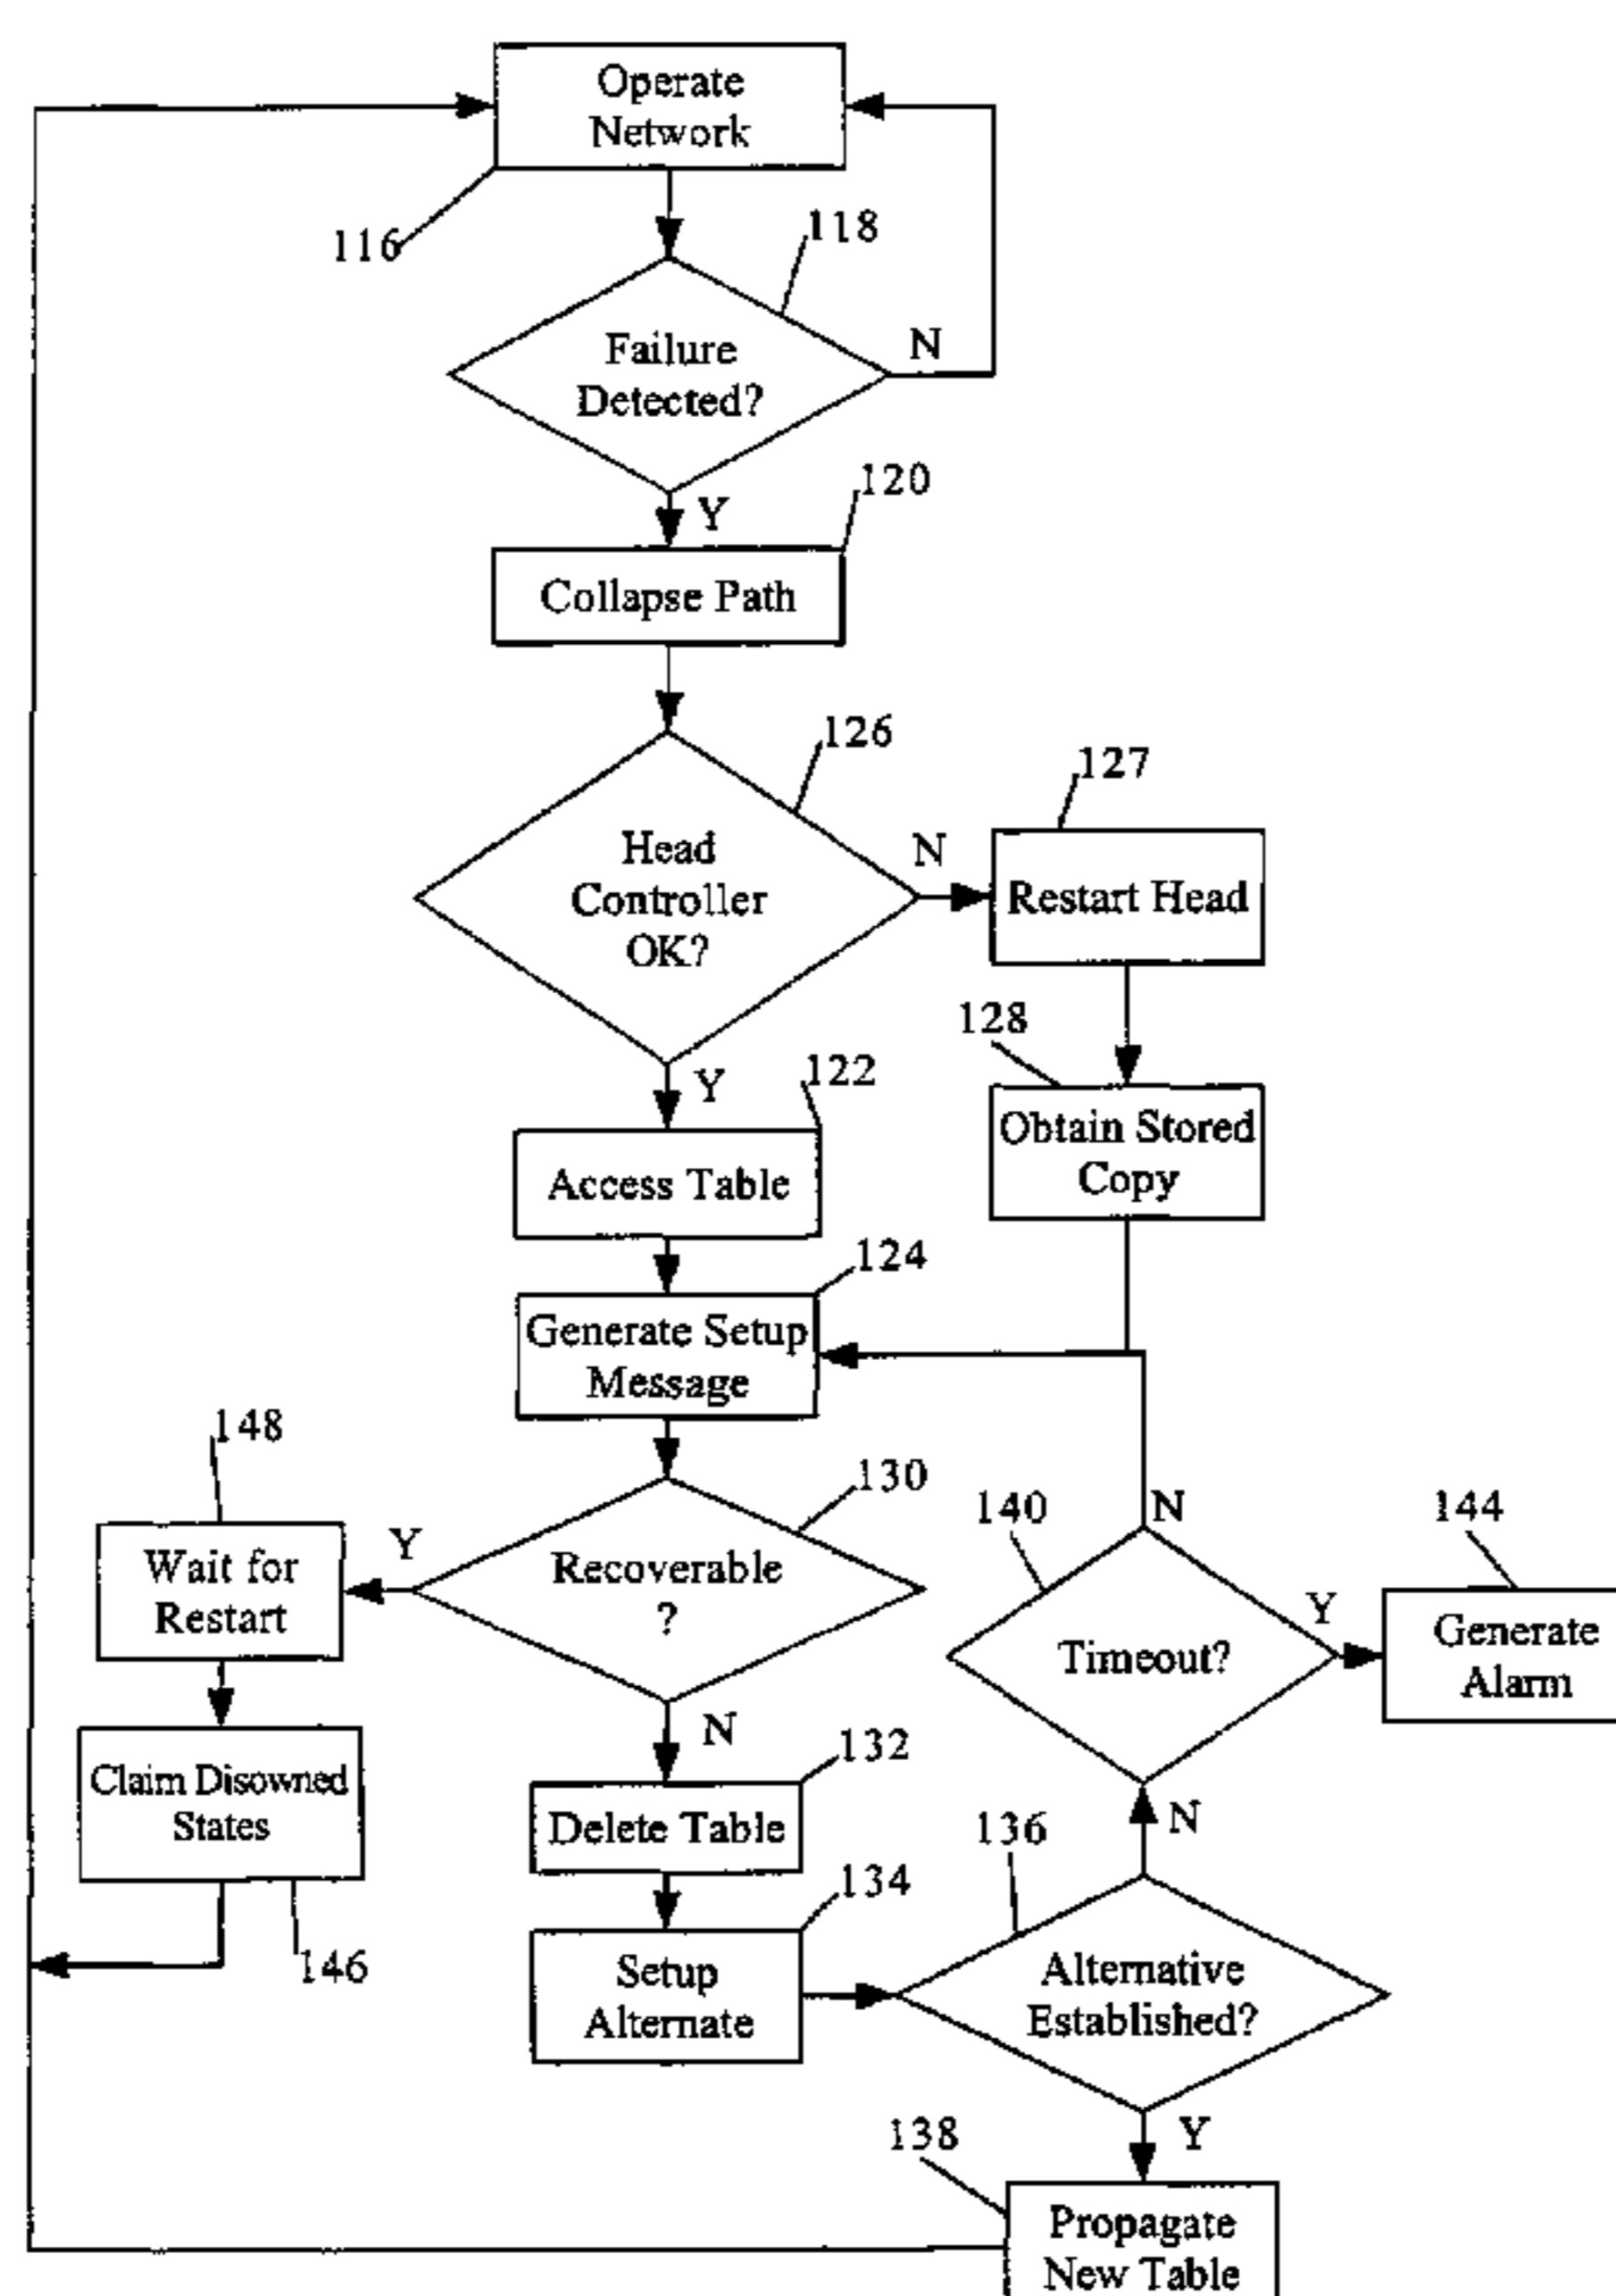 Operate
Network
116
118
Failure
Detected?
N
Y
120
Collapse Path
126
Head
Controller
OK?
N
127
Restart Head
128
Obtain Stored
Copy
Y
122
Access Table
124
Generate Setup
Message
148
Wait for
Restart
Y
130
Recoverable
?
N
140
Timeout?
N
Y
144
Generate
Alarm
Claim Disowned
States
146
132
Delete Table
134
Setup
Alternate
136
N
Alternative
Established?
Y
138
Propagate
New Table